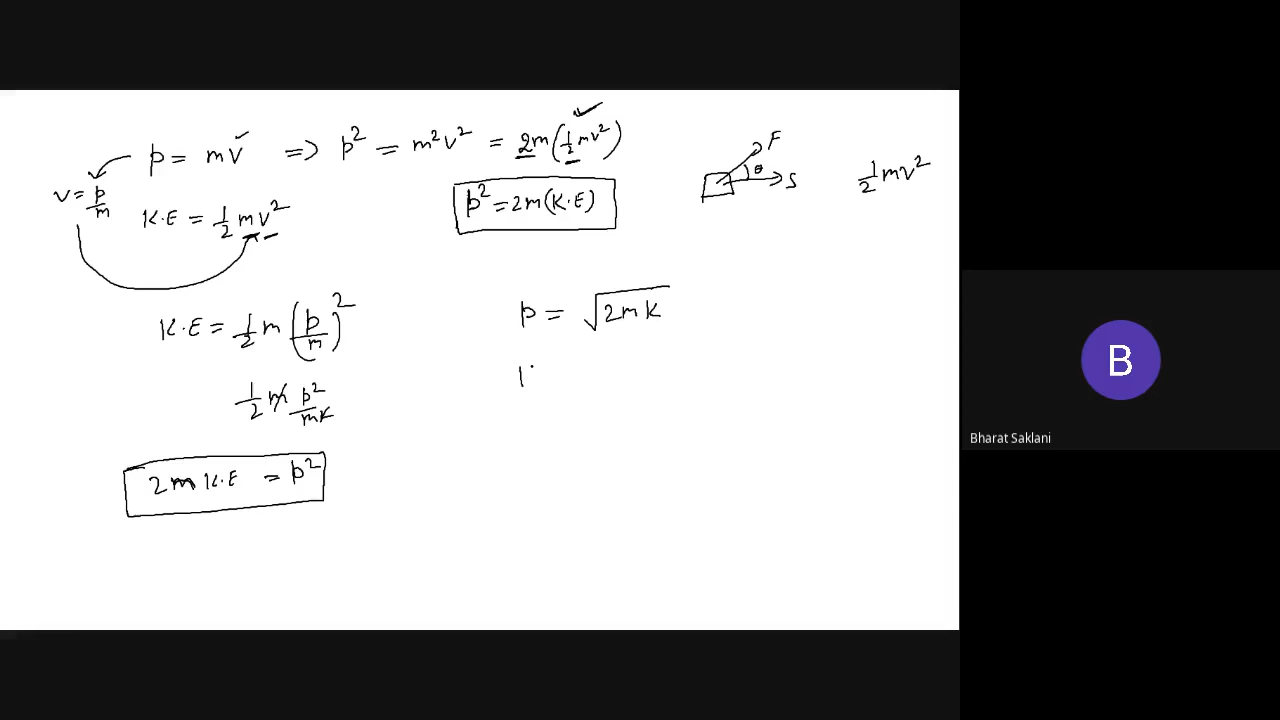 p = mv ⇒ p² = m²v² = 2m(½mv²)
v = p/m
K.E = ½mv²
p² = 2m(K.E)
F
θ
S
½mv²
K.E = ½m(p/m)²
½ m p²/m²
2m K.E = p²
p = √2mK
B
Bharat Saklani